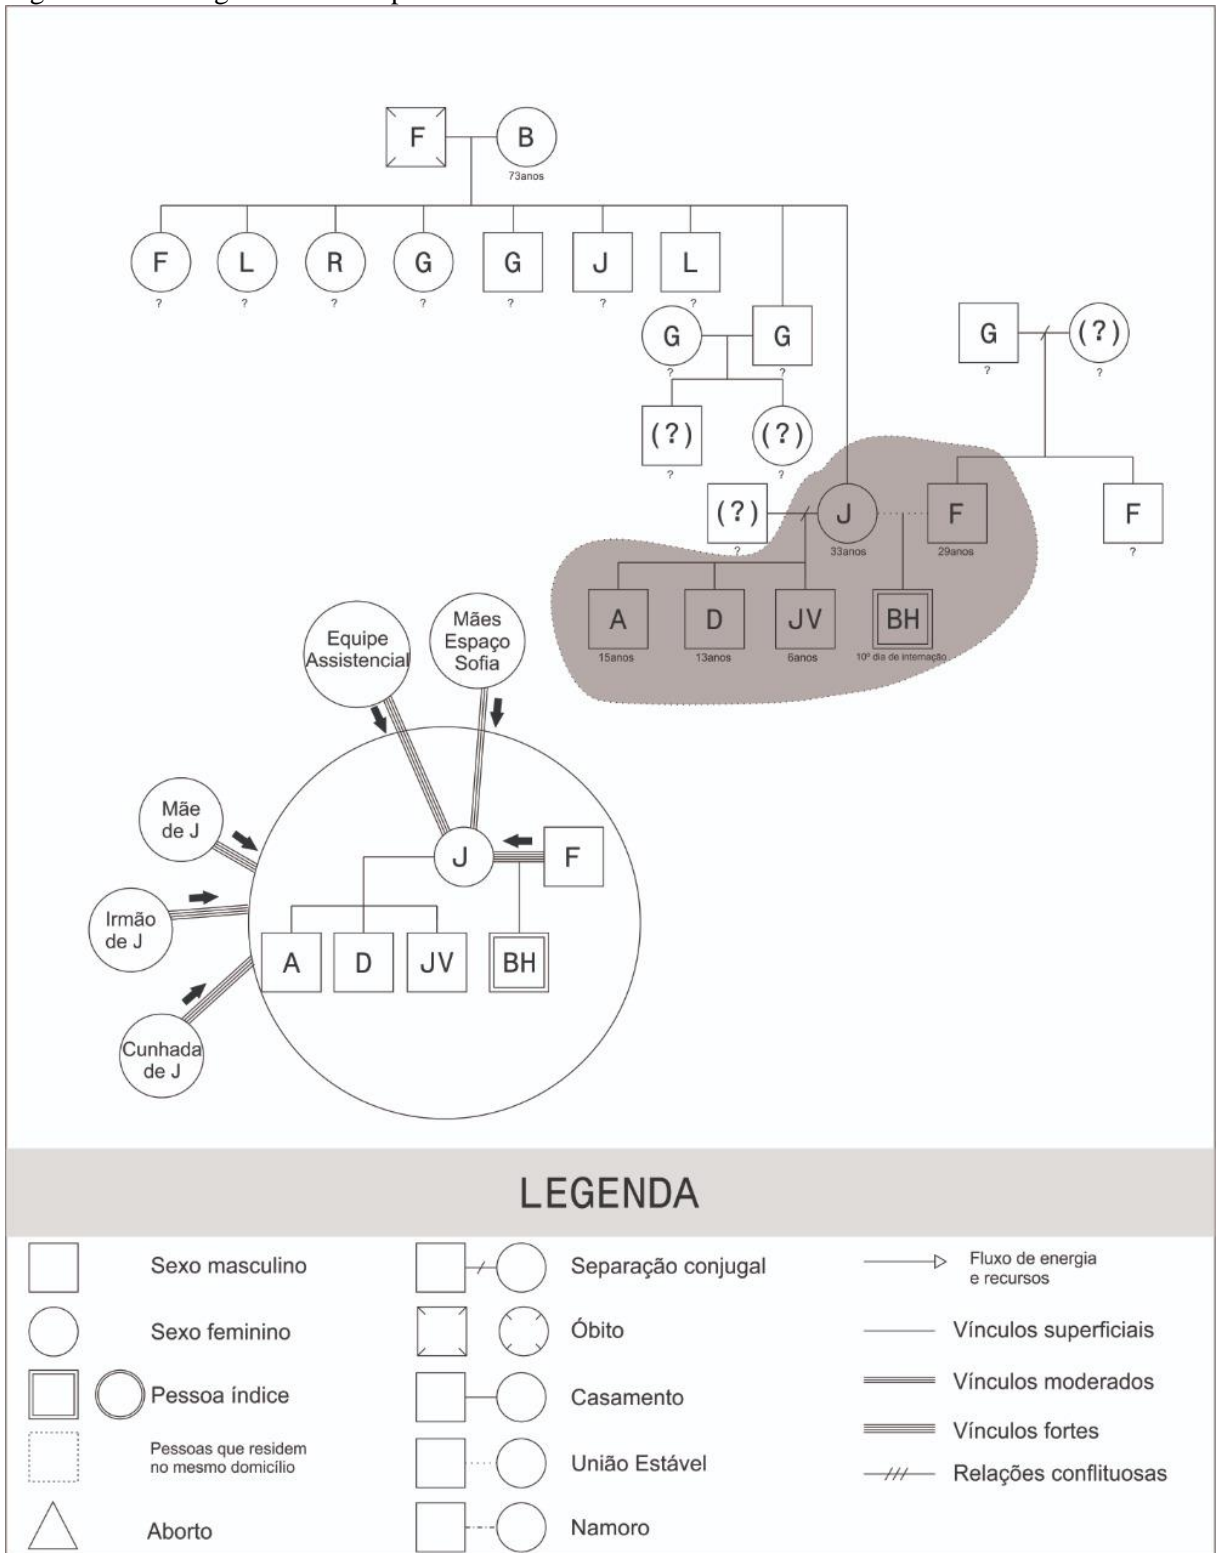 F
B
73anos
F
L
R
G
G
J
L
?
?
?
?
?
?
?
G
G
?
?
G
(?)
?
?
(?)
(?)
?
?
(?)
?
J
33anos
F
29anos
F
?
A
D
JV
BH
15anos
13anos
6anos
10º dia de internação
Equipe
Assistencial
Mães
Espaço
Sofia
Mãe
de J
Irmão
de J
Cunhada
de J
J
F
A
D
JV
BH
LEGENDA
Sexo masculino
Sexo feminino
Pessoa índice
Pessoas que residem
no mesmo domicílio
Aborto
Separação conjugal
Óbito
Casamento
União Estável
Namoro
Fluxo de energia
e recursos
Vínculos superficiais
Vínculos moderados
Vínculos fortes
Relações conflituosas